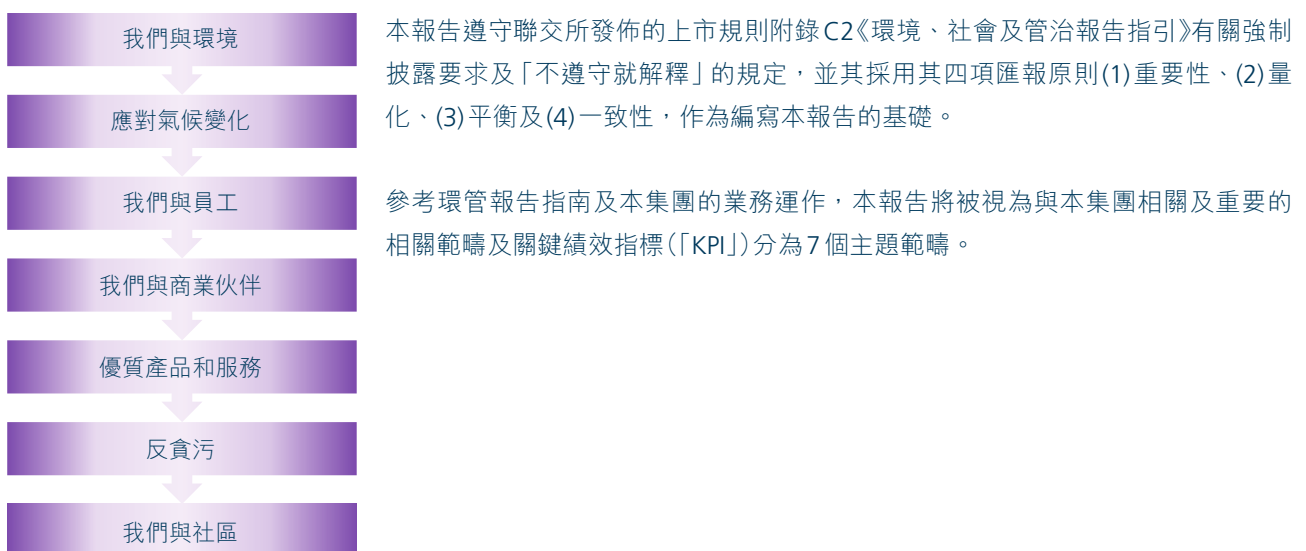 我們與環境
應對氣候變化
我們與員工
我們與商業伙伴
優質產品和服務
反貪污
我們與社區
本報告遵守聯交所發佈的上市規則附錄C2《環境、社會及管治報告指引》有關強制
披露要求及「不遵守就解釋」的規定，並其採用其四項匯報原則(1)重要性、(2)量
化、(3)平衡及(4)一致性，作為編寫本報告的基礎。
參考環管報告指南及本集團的業務運作，本報告將被視為與本集團相關及重要的
相關範疇及關鍵績效指標(「KPI」)分為7個主題範疇。